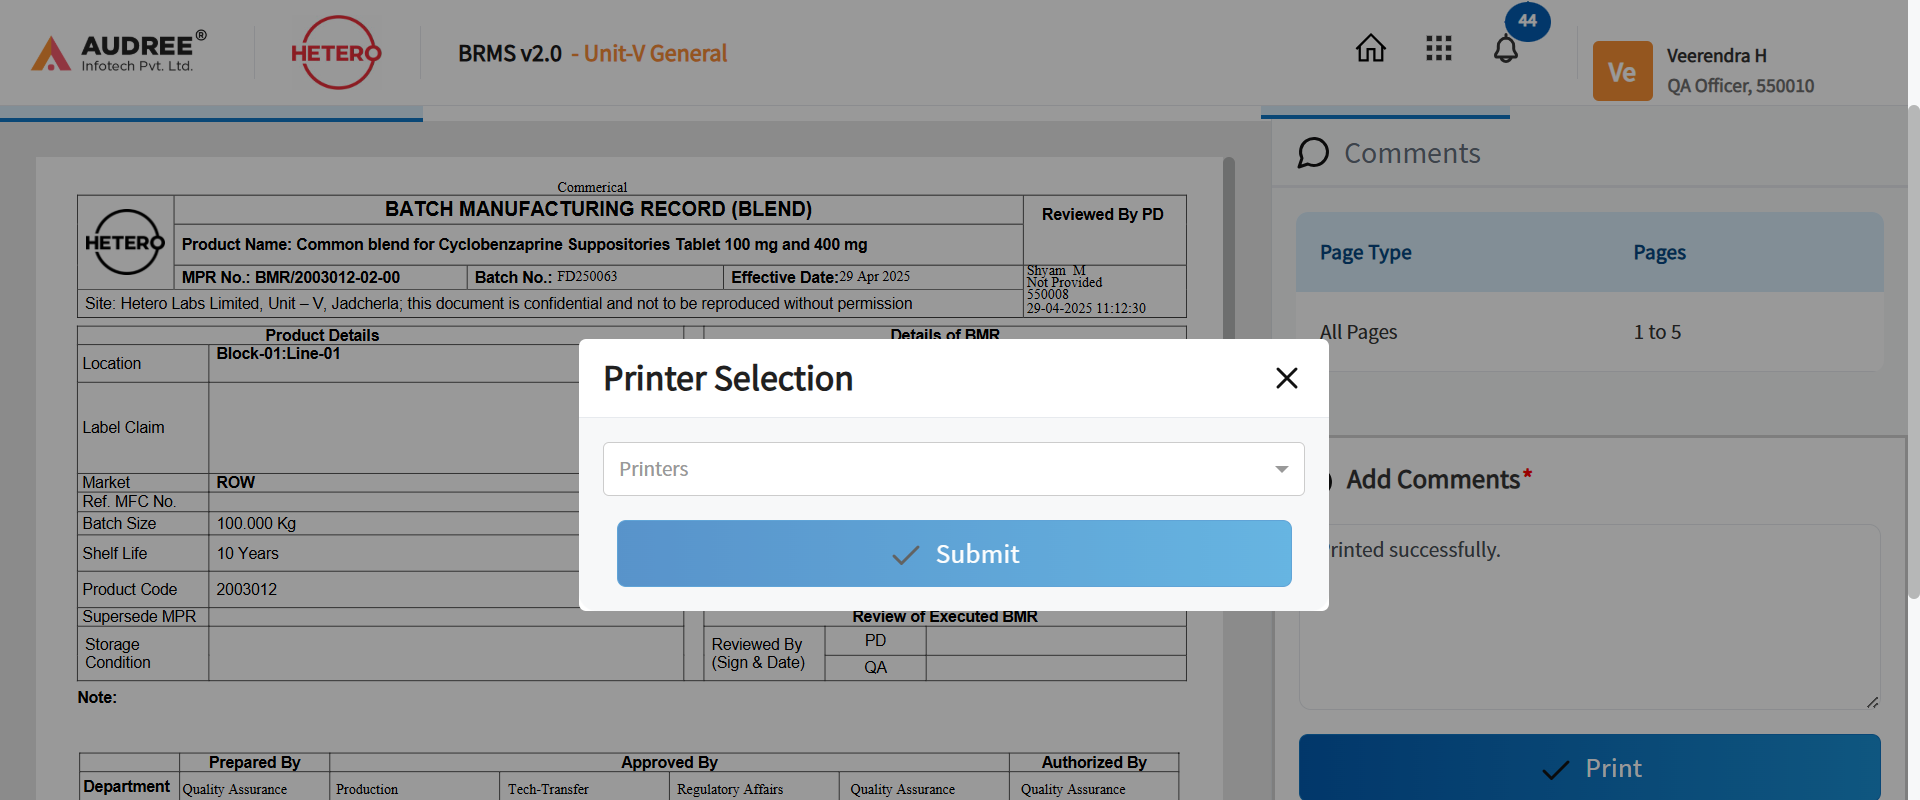 AUDREE®
Infotech Pvt. Ltd.
HETERO
BRMS v2.0 - Unit-V General
44
Ve
Veerendra H
QA Officer, 550010
Commerical
HETERO
BATCH MANUFACTURING RECORD (BLEND)
Reviewed By PD
Product Name: Common blend for Cyclobenzaprine Suppositories Tablet 100 mg and 400 mg
MPR No.: BMR/2003012-02-00
Batch No.: FD250063
Effective Date:29 Apr 2025
Shyam M
Not Provided
550008
29-04-2025 11:12:30
Site: Hetero Labs Limited, Unit – V, Jadcherla; this document is confidential and not to be reproduced without permission
Product Details
Details of BMR
Location
Block-01:Line-01
Label Claim
Market
ROW
Ref. MFC No.
Batch Size
100.000 Kg
Shelf Life
10 Years
Product Code
2003012
Supersede MPR
Storage
Condition
Review of Executed BMR
Reviewed By
(Sign & Date)
PD
QA
Note:
Prepared By
Approved By
Authorized By
Department
Quality Assurance
Production
Tech-Transfer
Regulatory Affairs
Quality Assurance
Quality Assurance
Printer Selection
Printers
Submit
Comments
Page Type
Pages
All Pages
1 to 5
Add Comments*
rinted successfully.
Print